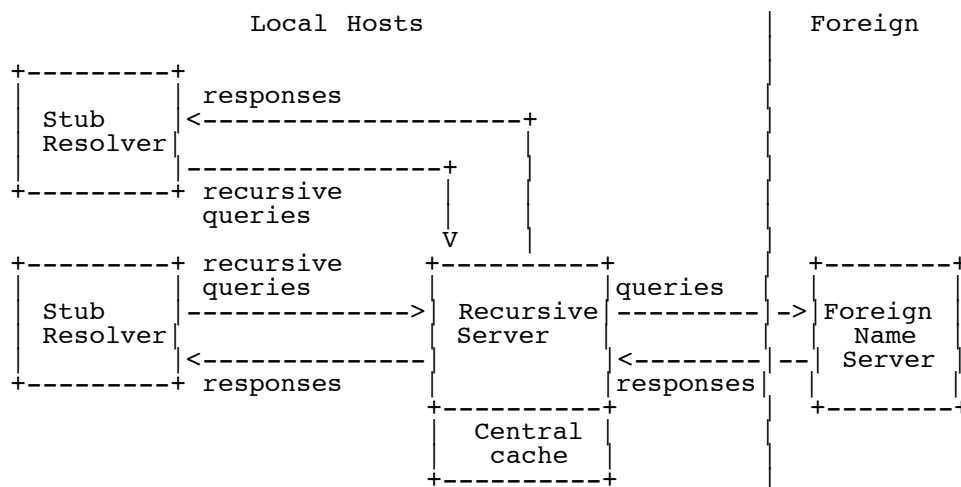 Local Hosts | Foreign
|
+---------+ |
| | responses |
| Stub |<--------------------+ |
| Resolver| | |
| |----------------+ | |
+---------+ recursive | | |
queries | | |
V | |
+---------+ recursive +----------+ | +--------+
| | queries | |queries | | |
| Stub |-------------->| Recursive|---------|->|Foreign |
| Resolver| | Server | | | Name |
| |<--------------| |<--------|--| Server |
+---------+ responses | |responses| | |
+----------+ | +--------+
| Central | |
| cache | |
+----------+ |